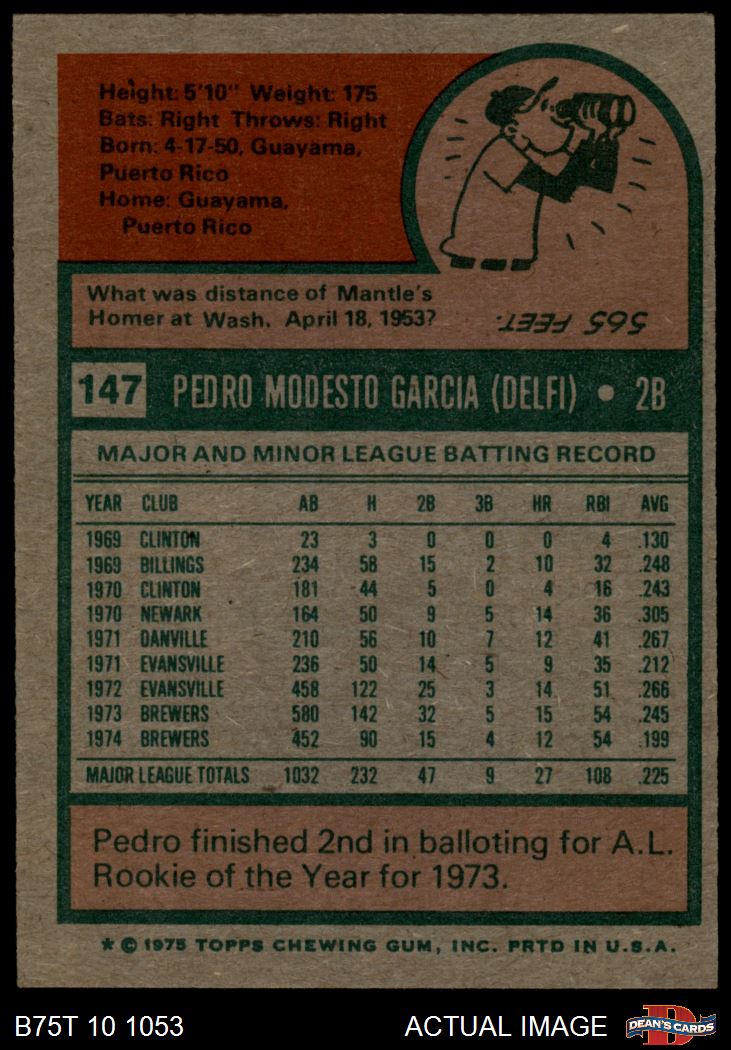 Height: 5'10" Weight: 175
Bats: Right Throws: Right
Born: 4-17-50, Guayama,
Puerto Rico
Home: Guayama,
Puerto Rico
What was distance of Mantle's
Homer at Wash. April 18, 1953?
565 FEET.
147 PEDRO MODESTO GARCIA (DELFI) • 2B
MAJOR AND MINOR LEAGUE BATTING RECORD
YEAR CLUB AB H 2B 3B HR RBI AVG
1969 CLINTON 23 3 0 0 0 4 .130
1969 BILLINGS 234 58 15 2 10 32 .248
1970 CLINTON 181 44 5 0 4 16 .243
1970 NEWARK 164 50 9 5 14 36 .305
1971 DANVILLE 210 56 10 7 12 41 .267
1971 EVANSVILLE 236 50 14 5 9 35 .212
1972 EVANSVILLE 458 122 25 3 14 51 .266
1973 BREWERS 580 142 32 5 15 54 .245
1974 BREWERS 452 90 15 4 12 54 .199
MAJOR LEAGUE TOTALS 1032 232 47 9 27 108 .225
Pedro finished 2nd in balloting for A.L.
Rookie of the Year for 1973.
* © 1975 TOPPS CHEWING GUM, INC. PRTD IN U.S.A.
B75T 10 1053 ACTUAL IMAGE D DEAN'S CARDS